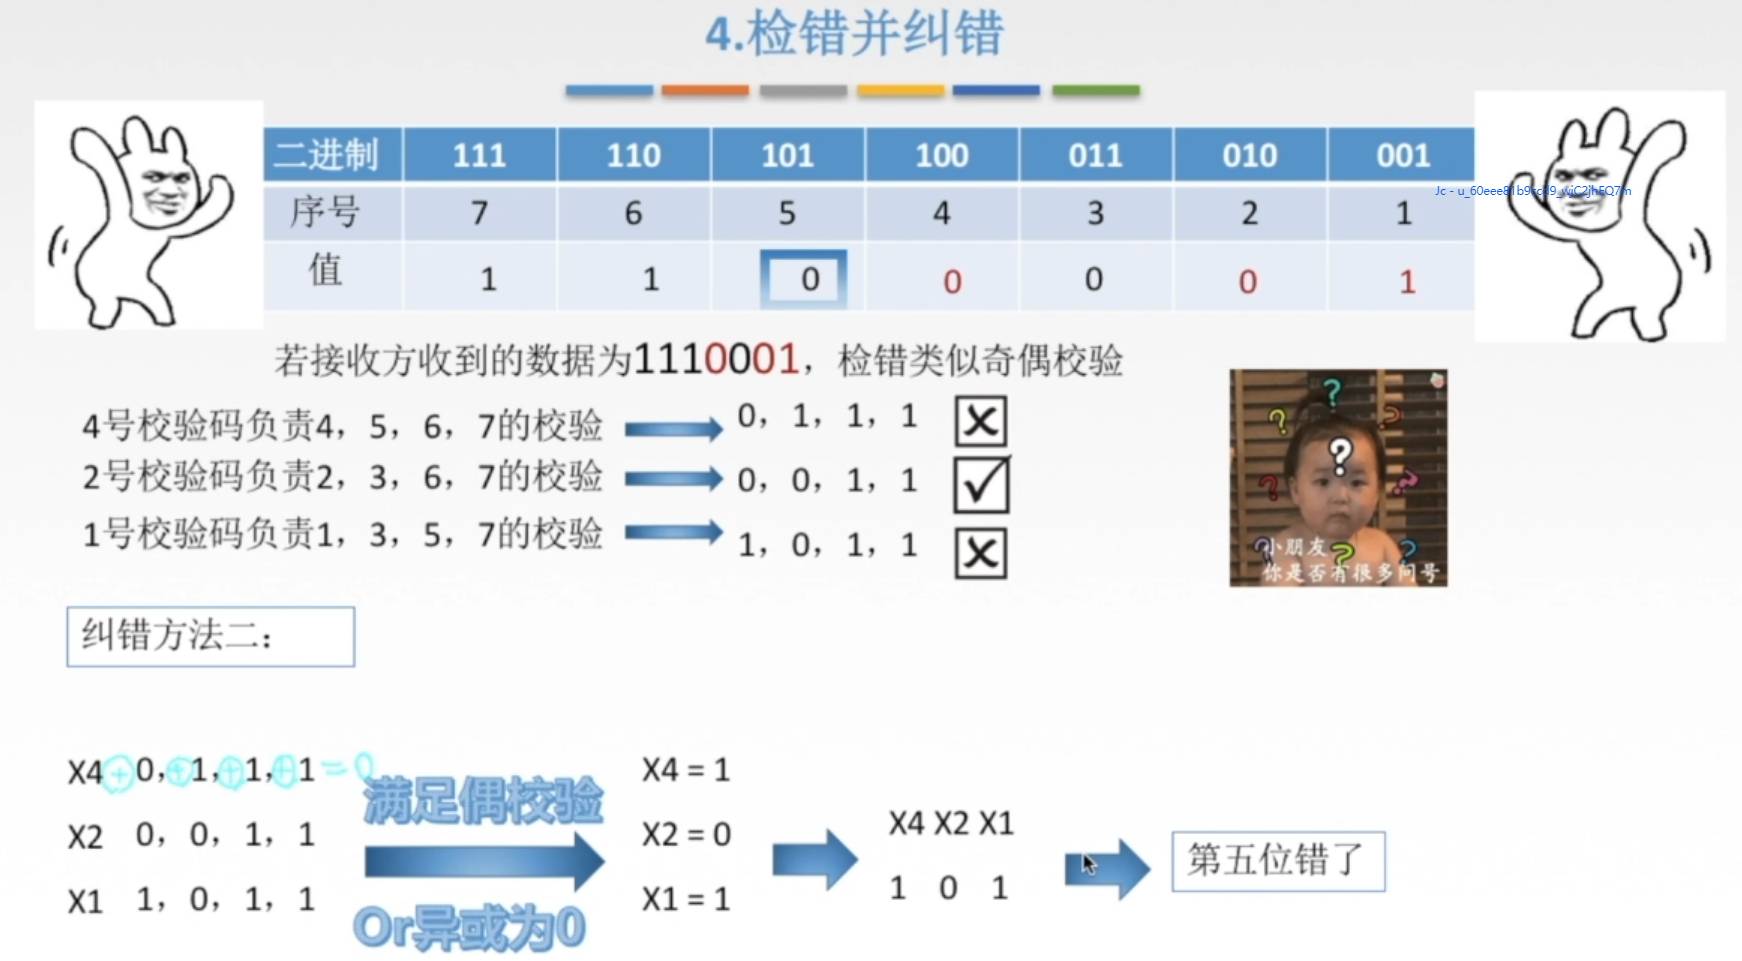 4.检错并纠错
二进制 111 110 101 100 011 010 001
Jc - u_60eee81b9ccd9_wjC2jhEQ7m
序号 7 6 5 4 3 2 1
值 1 1 0 0 0 0 1
若接收方收到的数据为1110001，检错类似奇偶校验
4号校验码负责4，5，6，7的校验 0，1，1，1
2号校验码负责2，3，6，7的校验 0，0，1，1
1号校验码负责1，3，5，7的校验 1，0，1，1
小朋友
你是否有很多问号
纠错方法二：
X4 0，1，1，1 =0
X2 0，0，1，1
X1 1，0，1，1
满足偶校验
Or异或为0
X4 = 1
X2 = 0
X1 = 1
X4 X2 X1
1 0 1
第五位错了